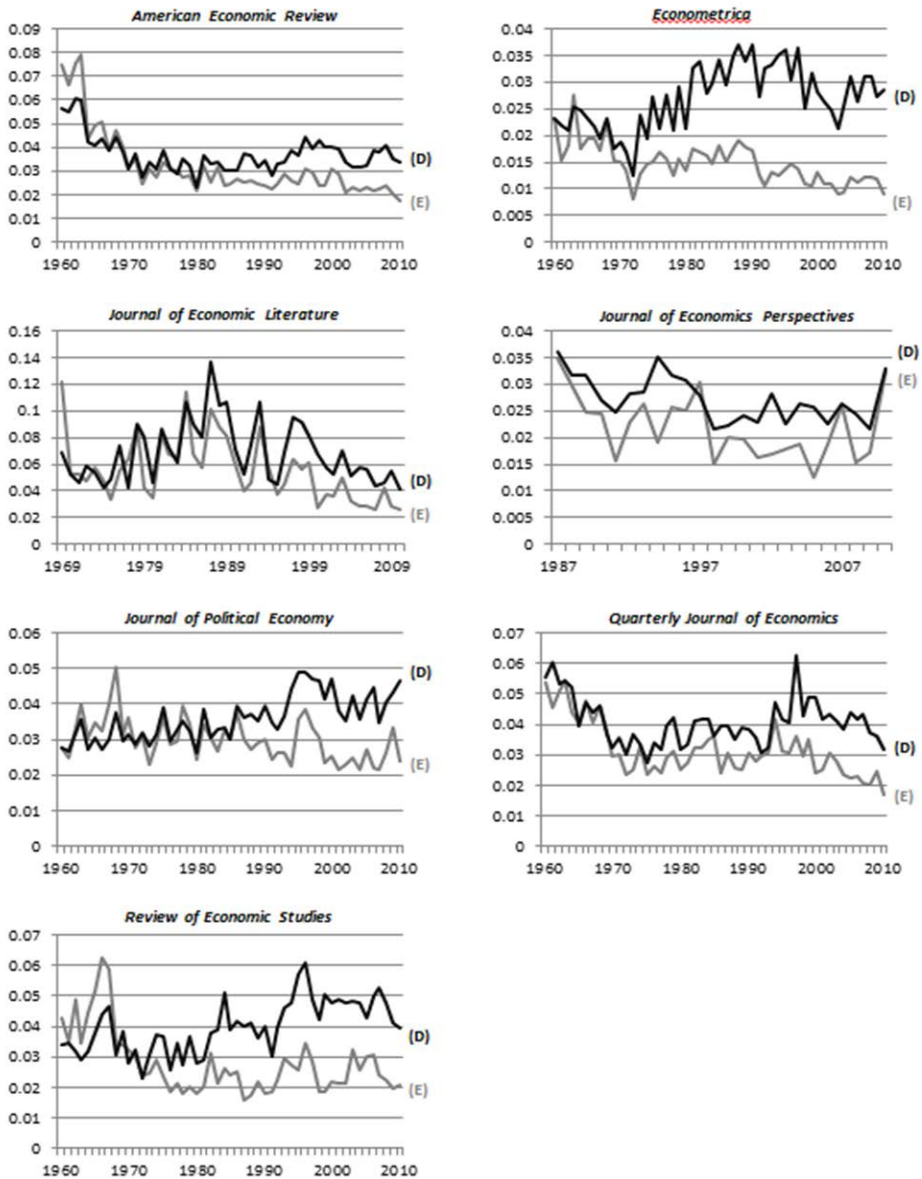 American Economic Review
0.09
0.08
0.07
0.06
0.05
0.04
0.03
0.02
0.01
0
(D)
(E)
1960 1970 1980 1990 2000 2010
Econometrica
0.04
0.035
0.03
0.025
0.02
0.015
0.01
0.005
0
(D)
(E)
1960 1970 1980 1990 2000 2010
Journal of Economic Literature
0.16
0.14
0.12
0.1
0.08
0.06
0.04
0.02
0
(D)
(E)
1969 1979 1989 1999 2009
Journal of Economics Perspectives
0.04
0.035
0.03
0.025
0.02
0.015
0.01
0.005
0
(D)
(E)
1987 1997 2007
Journal of Political Economy
0.06
0.05
0.04
0.03
0.02
0.01
0
(D)
(E)
1960 1970 1980 1990 2000 2010
Quarterly Journal of Economics
0.07
0.06
0.05
0.04
0.03
0.02
0.01
0
(D)
(E)
1960 1970 1980 1990 2000 2010
Review of Economic Studies
0.07
0.06
0.05
0.04
0.03
0.02
0.01
0
(D)
(E)
1960 1970 1980 1990 2000 2010